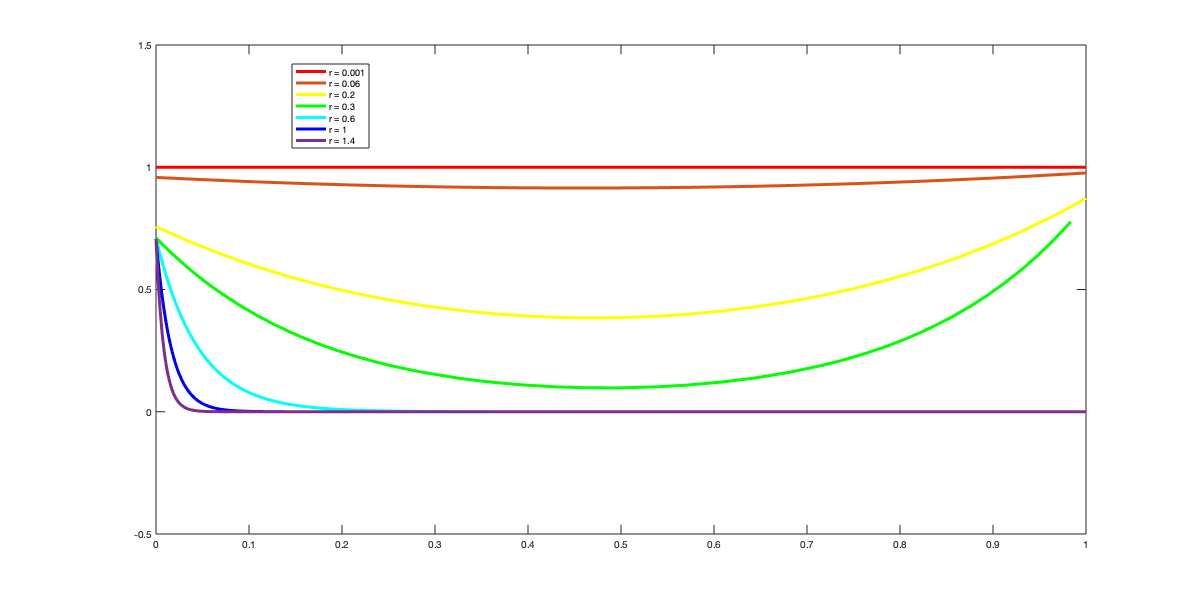 1.5
r = 0.001
r = 0.06
r = 0.2
r = 0.3
r = 0.6
r = 1
r = 1.4
1
0.5
0
-0.5
0 0.1 0.2 0.3 0.4 0.5 0.6 0.7 0.8 0.9 1